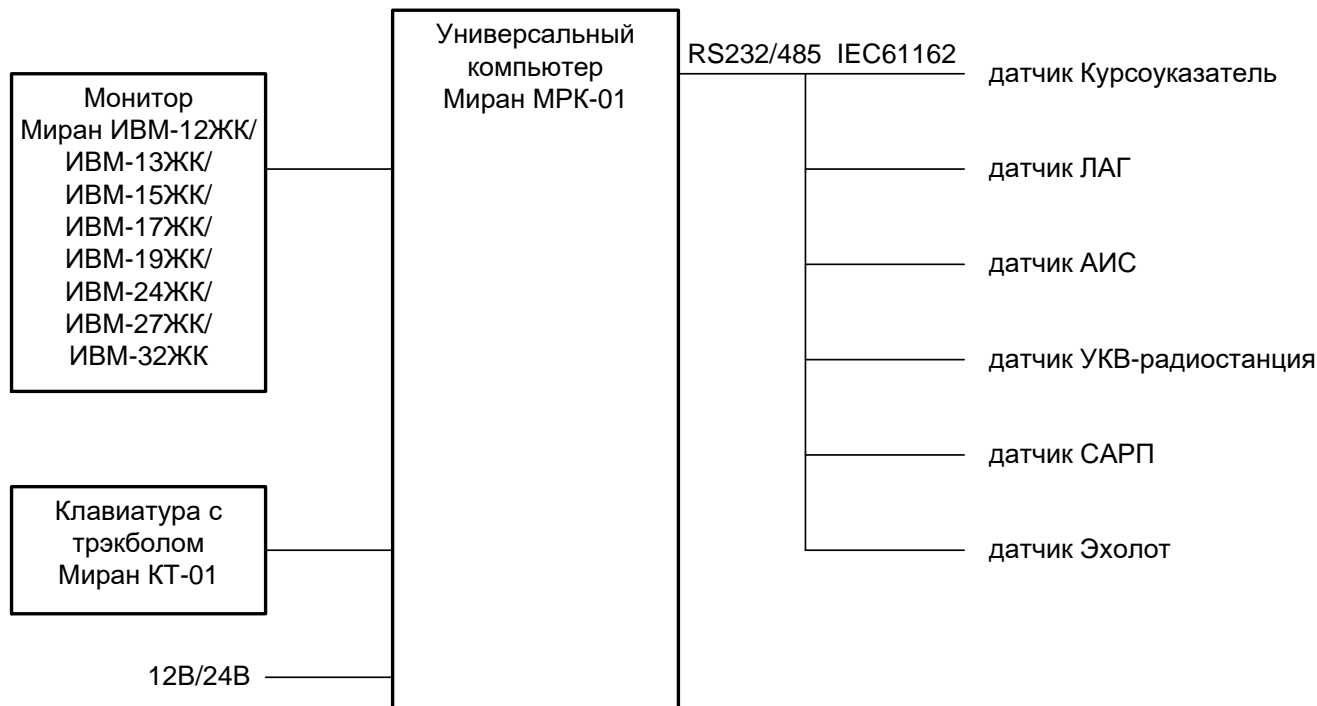 Универсальный
компьютер
Миран МРК-01
Монитор
Миран ИВМ-12ЖК/
ИВМ-13ЖК/
ИВМ-15ЖК/
ИВМ-17ЖК/
ИВМ-19ЖК/
ИВМ-24ЖК/
ИВМ-27ЖК/
ИВМ-32ЖК
Клавиатура с
трэкболом
Миран КТ-01
12В/24В
RS232/485 IEC61162
датчик Курсоуказатель
датчик ЛАГ
датчик АИС
датчик УКВ-радиостанция
датчик САРП
датчик Эхолот